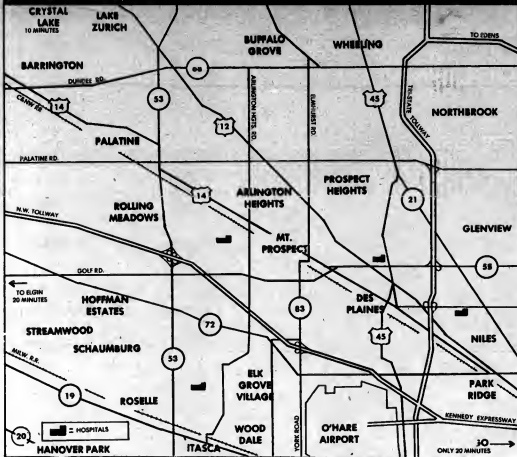 CRYSTAL
LAKE
10 MINUTES
LAKE
ZURICH
BUFFALO
GROVE
WHEELING
TO EDENS
BARRINGTON
68
DUNDEE RD.
C&NW RR
14
53
12
ARLINGTON HGTS. RD.
ELMHURST RD.
45
TRI-STATE
TOLLWAY
NORTHBROOK
PALATINE
PALATINE RD.
14
ARLINGTON
HEIGHTS
PROSPECT
HEIGHTS
21
ROLLING
MEADOWS
N.W. TOLLWAY
MT.
PROSPECT
GLENVIEW
GOLF RD.
58
TO ELGIN
20 MINUTES
HOFFMAN
ESTATES
83
DES
PLAINES
STREAMWOOD
72
45
NILES
SCHAUMBURG
MILW. R.R.
53
ELK
GROVE
VILLAGE
PARK
RIDGE
19
ROSELLE
YORK ROAD
KENNEDY EXPRESSWAY
= HOSPITALS
WOOD
DALE
O'HARE
AIRPORT
20
HANOVER PARK
ITASCA
ONLY 20 MINUTES